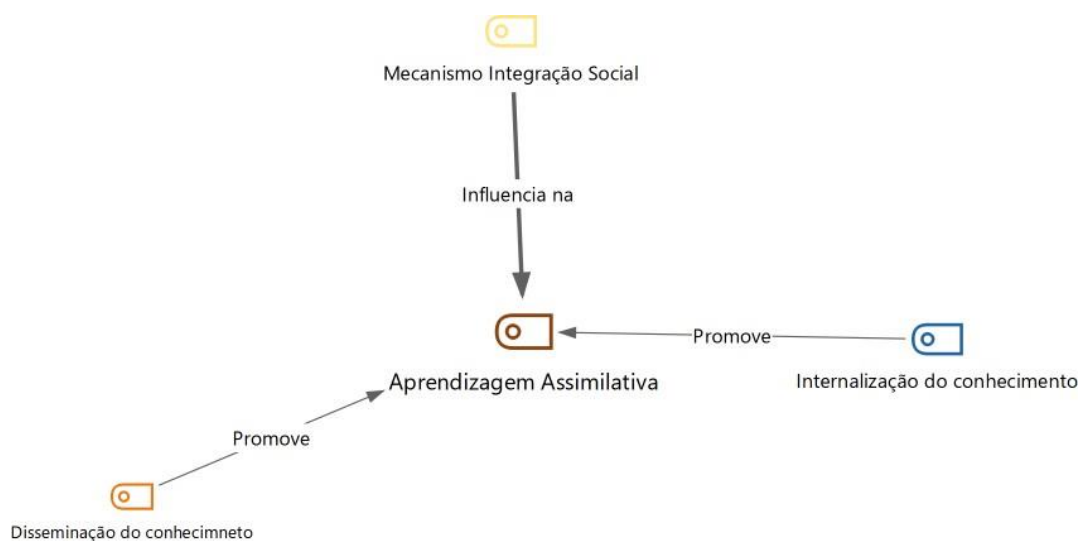 Mecanismo Integração Social
Influencia na
Promove
Aprendizagem Assimilativa
Internalização do conhecimento
Promove
Disseminação do conhecimneto